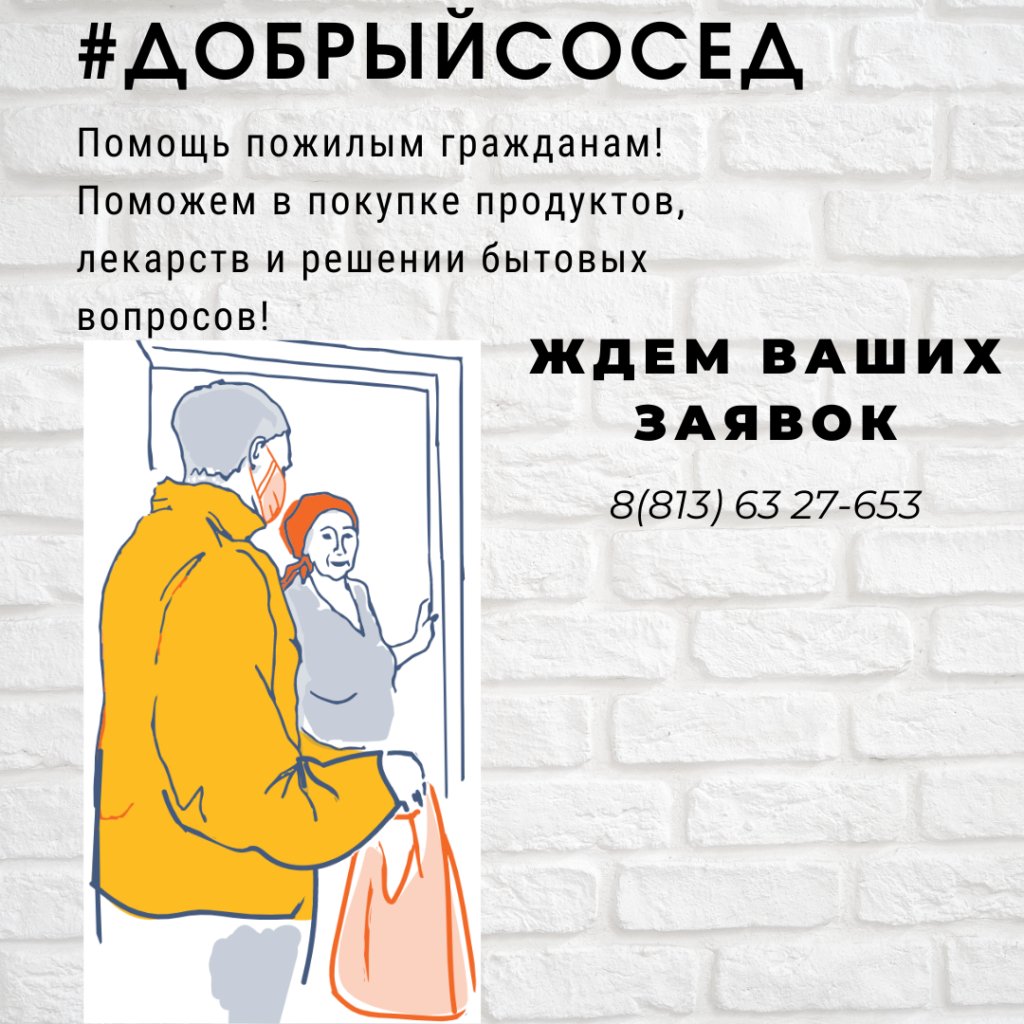 #ДОБРЫЙСОСЕД
Помощь пожилым гражданам!
Поможем в покупке продуктов,
лекарств и решении бытовых
вопросов!
ЖДЕМ ВАШИХ
ЗАЯВОК
8(813) 63 27-653